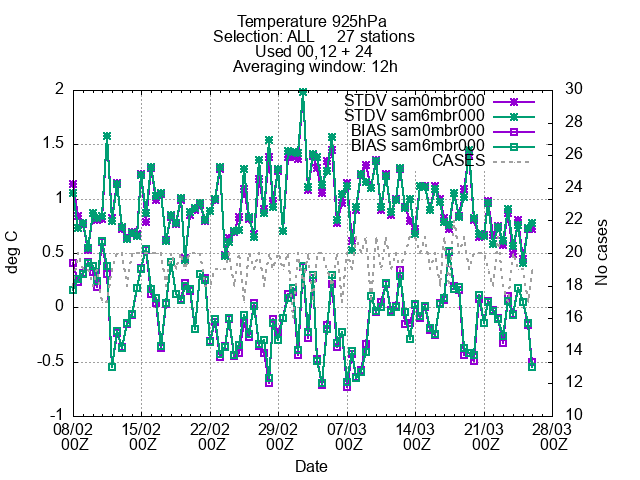 Temperature 925hPa
Selection: ALL 27 stations
Used 00,12 + 24
Averaging window: 12h
STDV sam0mbr000
STDV sam6mbr000
BIAS sam0mbr000
BIAS sam6mbr000
CASES
deg C
2
1.5
1
0.5
0
-0.5
-1
No cases
30
28
26
24
22
20
18
16
14
12
10
08/02 15/02 22/02 29/02 07/03 14/03 21/03 28/03
00Z 00Z 00Z 00Z 00Z 00Z 00Z 00Z
Date